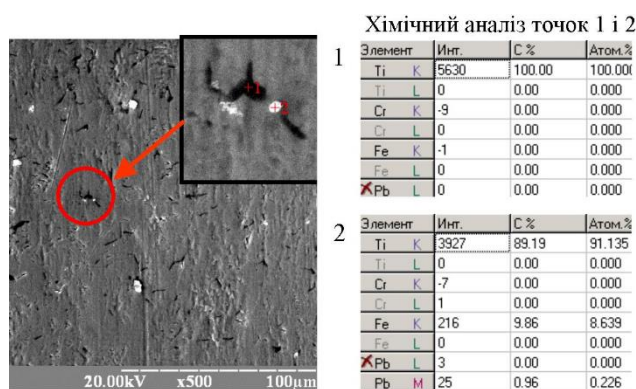 Хімічний аналіз точок 1 і 2
1
Элемент Инт. C % Атом.%
Ti K 5630 100.00 100.000
Ti L 0 0.00 0.000
Cr K -9 0.00 0.000
Cr L 0 0.00 0.000
Fe K -1 0.00 0.000
Fe L 0 0.00 0.000
Pb L 0 0.00 0.000
2
Элемент Инт. C % Атом.%
Ti K 3927 89.19 91.135
Ti L 0 0.00 0.000
Cr K -7 0.00 0.000
Cr L 1 0.00 0.000
Fe K 216 9.86 8.639
Fe L 0 0.00 0.000
Pb L 3 0.00 0.000
Pb M 25 0.96 0.226
+1
+2
20.00kV x500 100µm